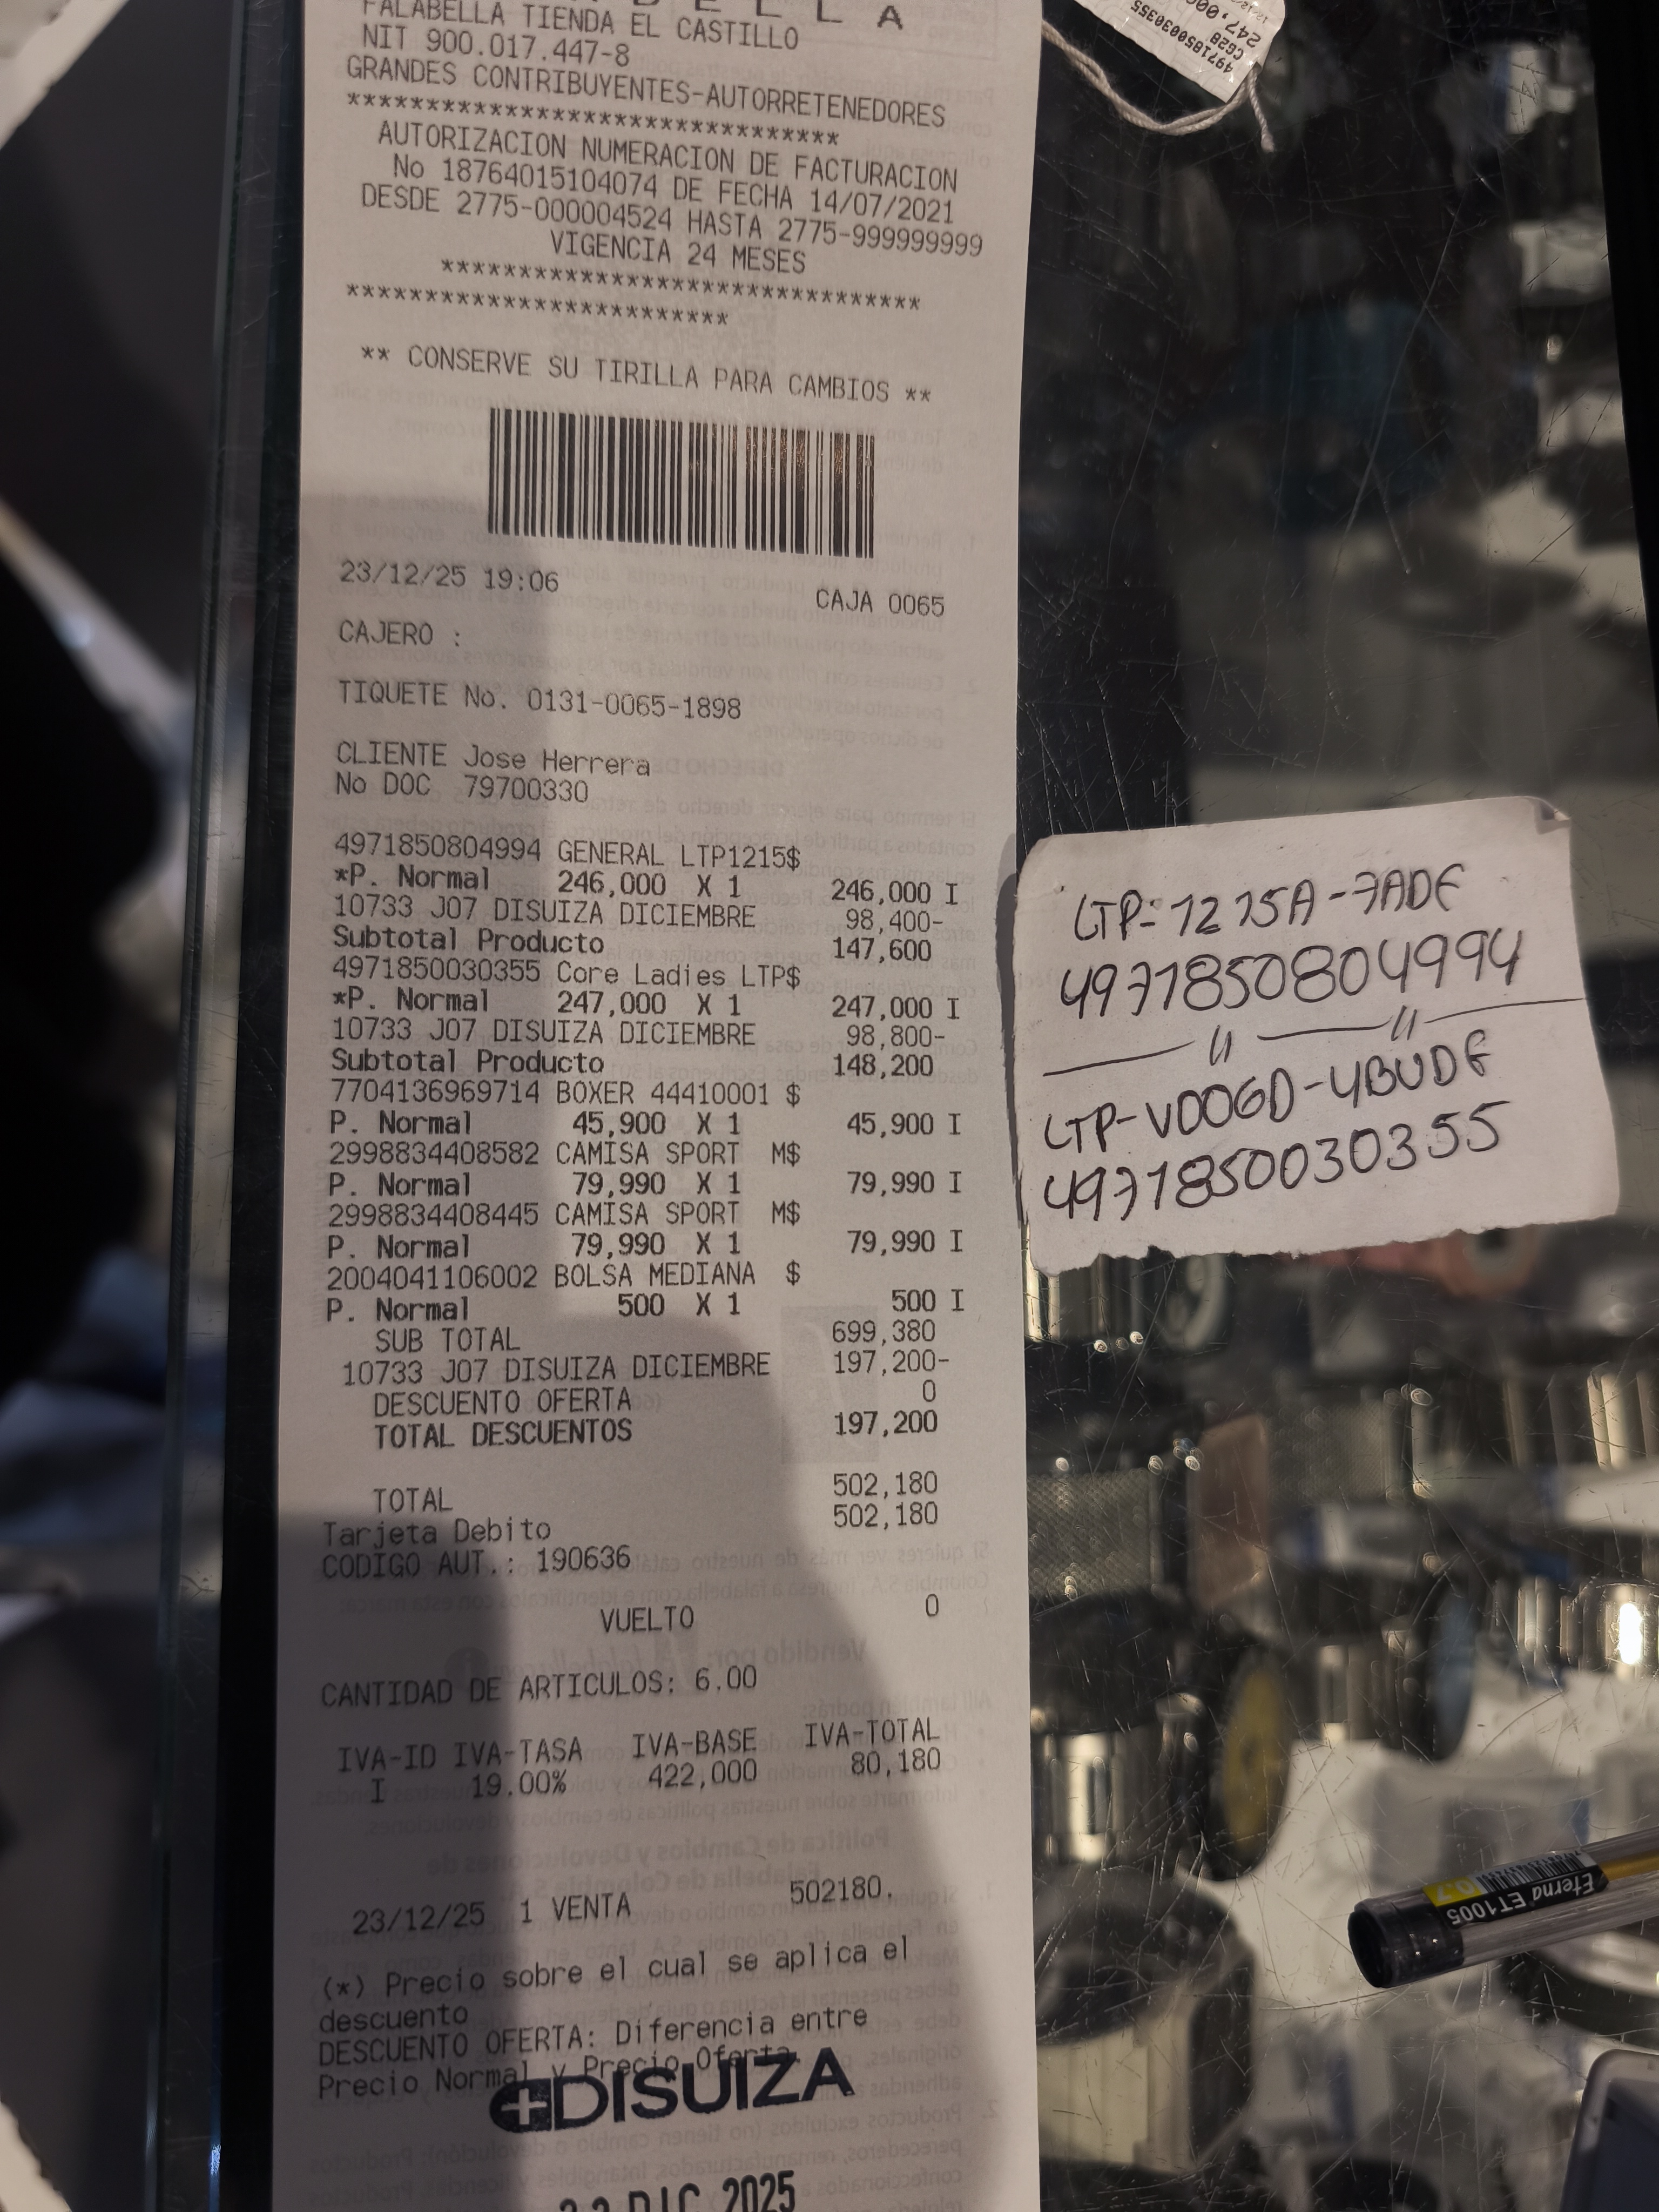 FALABELLA TIENDA EL CASTILLO
NIT 900.017.447-8
GRANDES CONTRIBUYENTES-AUTORRETENEDORES
*******************************
AUTORIZACION NUMERACION DE FACTURACION
No 18764015104074 DE FECHA 14/07/2021
DESDE 2775-000004524 HASTA 2775-999999999
VIGENCIA 24 MESES
******************************
************************
** CONSERVE SU TIRILLA PARA CAMBIOS **
23/12/25 19:06 CAJA 0065
CAJERO :
TIQUETE No. 0131-0065-1898
CLIENTE Jose Herrera
No DOC 79700330
4971850804994 GENERAL LTP1215$
*P. Normal 246,000 X 1 246,000 I
10733 J07 DISUIZA DICIEMBRE 98,400-
Subtotal Producto 147,600
4971850030355 Core Ladies LTP$
*P. Normal 247,000 X 1 247,000 I
10733 J07 DISUIZA DICIEMBRE 98,800-
Subtotal Producto 148,200
7704136969714 BOXER 44410001 $
P. Normal 45,900 X 1 45,900 I
2998834408582 CAMISA SPORT M$
P. Normal 79,990 X 1 79,990 I
2998834408445 CAMISA SPORT M$
P. Normal 79,990 X 1 79,990 I
2004041106002 BOLSA MEDIANA $
P. Normal 500 X 1 500 I
SUB TOTAL 699,380
10733 J07 DISUIZA DICIEMBRE 197,200-
DESCUENTO OFERTA 0
TOTAL DESCUENTOS 197,200
TOTAL 502,180
Tarjeta Debito 502,180
CODIGO AUT.: 190636
VUELTO 0
CANTIDAD DE ARTICULOS: 6.00
IVA-ID IVA-TASA IVA-BASE IVA-TOTAL
I 19.00% 422,000 80,180
23/12/25 1 VENTA 502180.
(*) Precio sobre el cual se aplica el
descuento
DESCUENTO OFERTA: Diferencia entre
Precio Normal y Precio Oferta.
DISUIZA
DIC 2025
4971850030355
C628
247,00
LTP-1215A-7ADF
4971850804994
LTP-V006D-4BUDF
4971850030355
Eterna ET1005
0.7